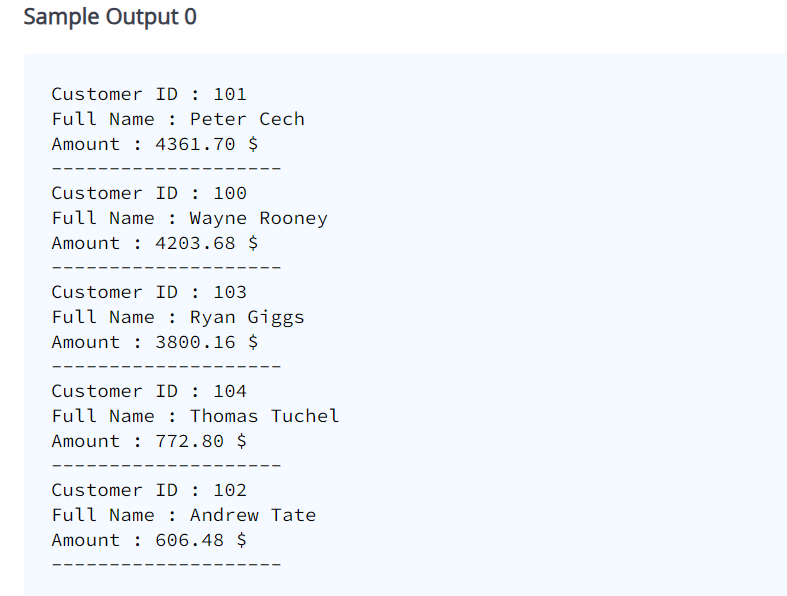 Sample Output 0
Customer ID : 101
Full Name : Peter Cech
Amount : 4361.70 $
--------------------
Customer ID : 100
Full Name : Wayne Rooney
Amount : 4203.68 $
--------------------
Customer ID : 103
Full Name : Ryan Giggs
Amount : 3800.16 $
--------------------
Customer ID : 104
Full Name : Thomas Tuchel
Amount : 772.80 $
--------------------
Customer ID : 102
Full Name : Andrew Tate
Amount : 606.48 $
--------------------